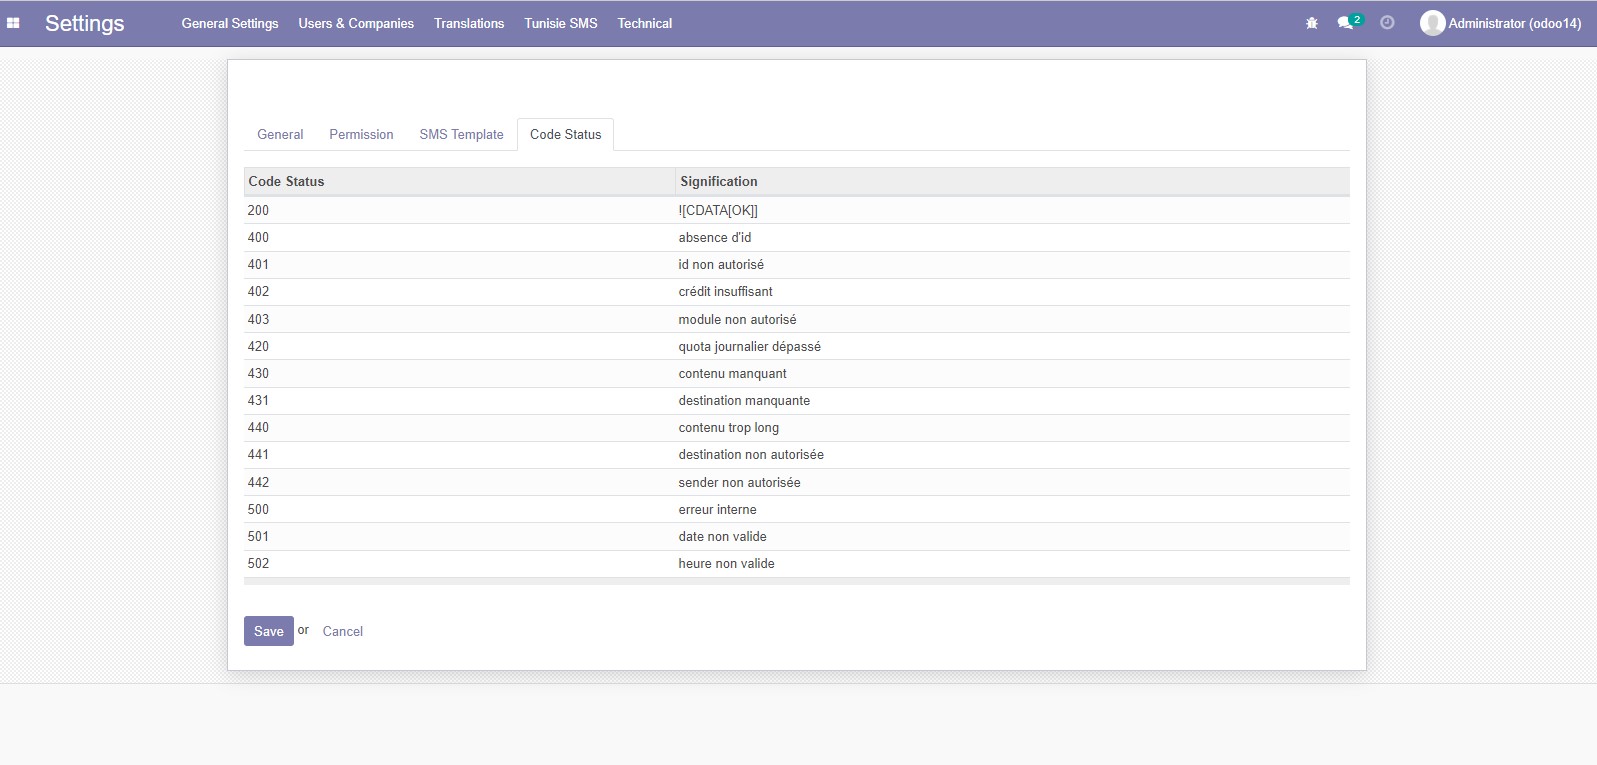 Settings General Settings Users & Companies Translations Tunisie SMS Technical 2 Administrator (odoo14)
General Permission SMS Template Code Status
Code Status Signification
200 ![CDATA[OK]]
400 absence d'id
401 id non autorisé
402 crédit insuffisant
403 module non autorisé
420 quota journalier dépassé
430 contenu manquant
431 destination manquante
440 contenu trop long
441 destination non autorisée
442 sender non autorisée
500 erreur interne
501 date non valide
502 heure non valide
Save or Cancel